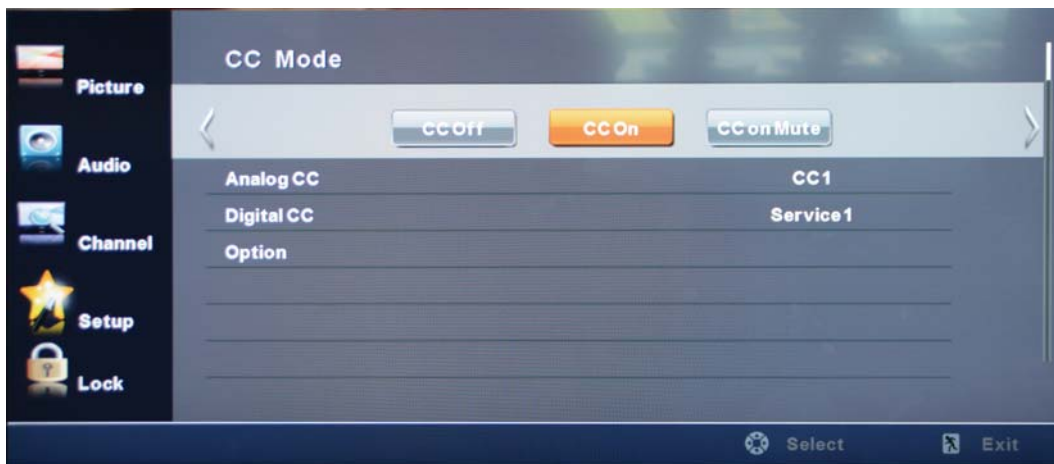 CC Mode
Picture
CC Off CC On CC on Mute
Audio
Analog CC CC1
Digital CC Service1
Channel
Option
Setup
Lock
Select Exit